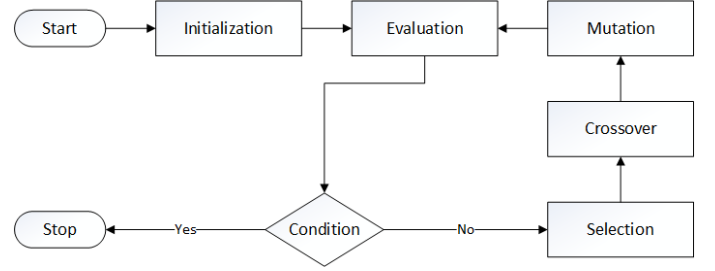 Start
Initialization
Evaluation
Mutation
Crossover
Stop
Yes
Condition
No
Selection